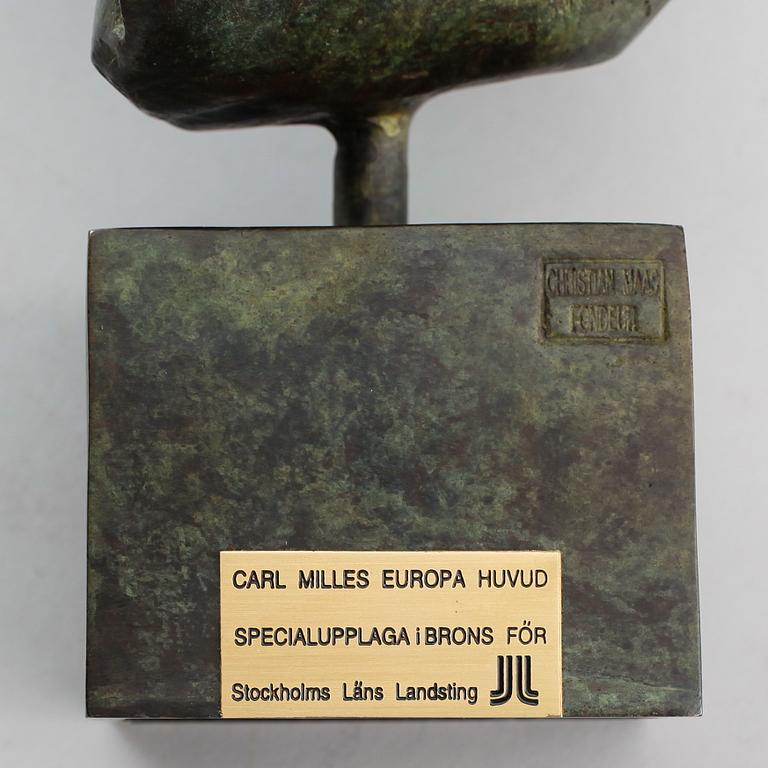 CHRISTIAN MAAS
FONDEUR
CARL MILLES EUROPA HUVUD
SPECIALUPPLAGA i BRONS FÖR
Stockholms Läns Landsting